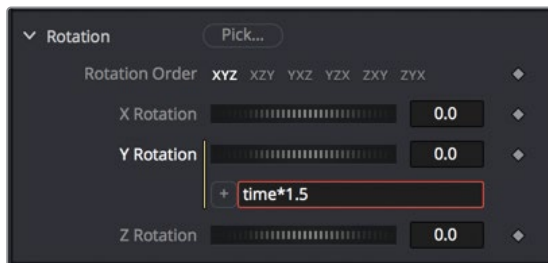 Rotation Pick...
Rotation Order XYZ XZY YXZ YZX ZXY ZYX
X Rotation 0.0
Y Rotation 0.0
+ time*1.5
Z Rotation 0.0